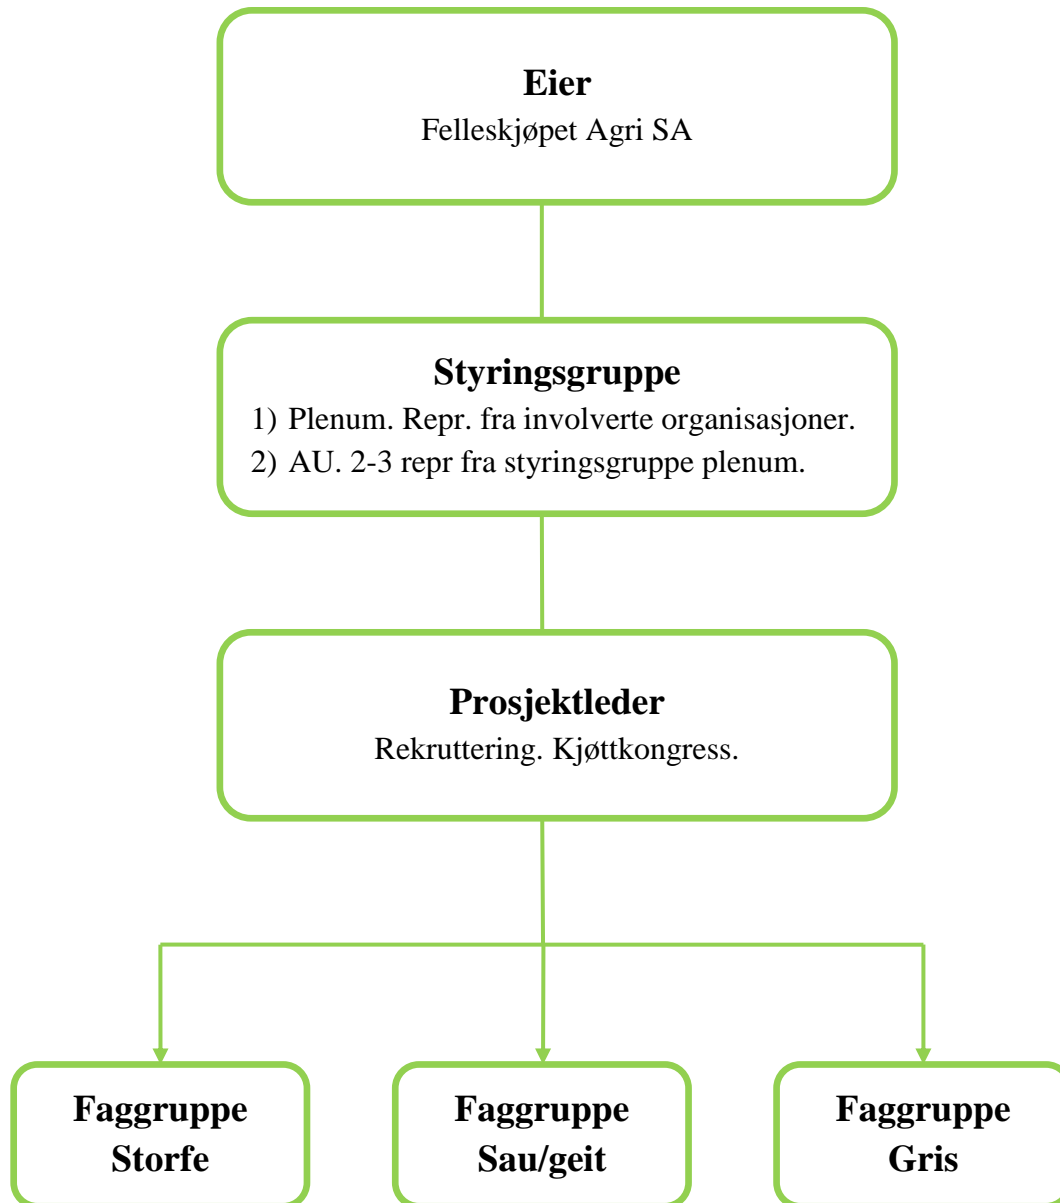 Eier
Felleskjøpet Agri SA
Styringsgruppe
1) Plenum. Repr. fra involverte organisasjoner.
2) AU. 2-3 repr fra styringsgruppe plenum.
Prosjektleder
Rekruttering. Kjøttkongress.
Faggruppe
Storfe
Faggruppe
Sau/geit
Faggruppe
Gris